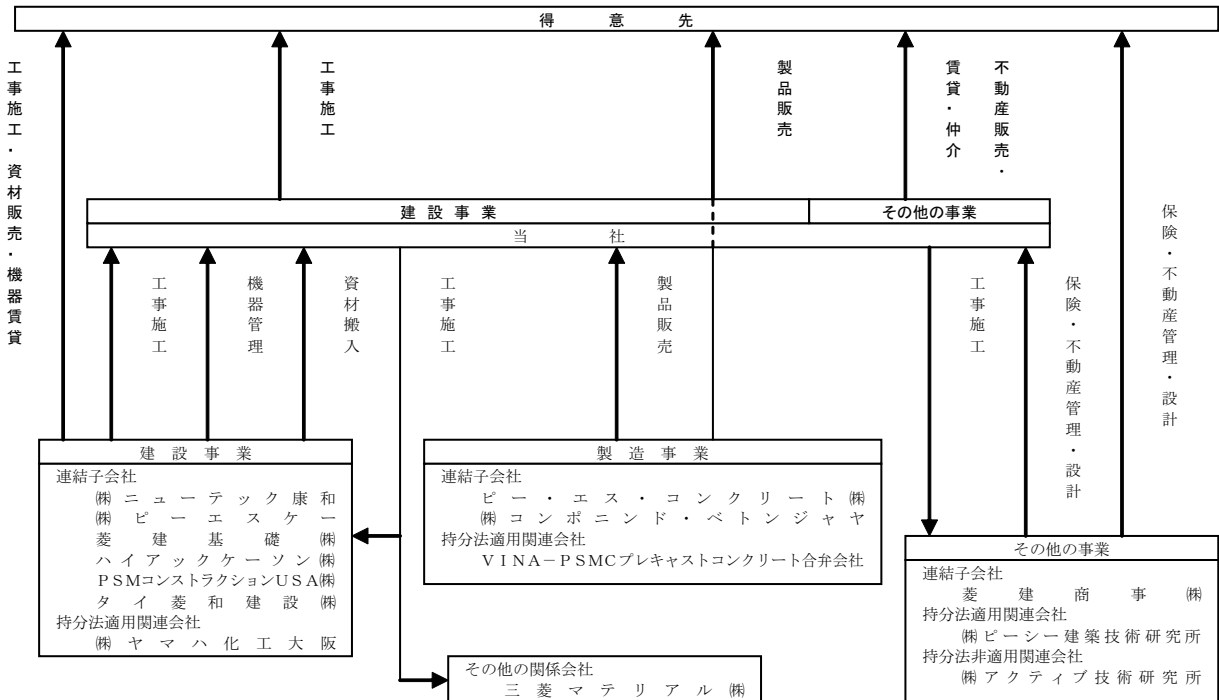 得意先
工事施工・資材販売・機器賃貸
工事施工
製品販売
不動産販売・
賃貸・仲介
保険・不動産管理・設計
建設事業
その他の事業
当社
工事施工
機器管理
資材搬入
工事施工
製品販売
工事施工
保険・不動産管理・設計
建設事業
連結子会社
㈱ニューテック康和
㈱ピーエスケー
菱建基礎㈱
ハイアックケーソン㈱
PSMコンストラクションUSA㈱
タイ菱和建設㈱
持分法適用関連会社
㈱ヤマハ化工大阪
製造事業
連結子会社
ピー・エス・コンクリート㈱
㈱コンポニンド・ベトンジャヤ
持分法適用関連会社
VINA－PSMCプレキャストコンクリート合弁会社
その他の関係会社
三菱マテリアル㈱
その他の事業
連結子会社
菱建商事㈱
持分法適用関連会社
㈱ピーシー建築技術研究所
持分法非適用関連会社
㈱アクティブ技術研究所